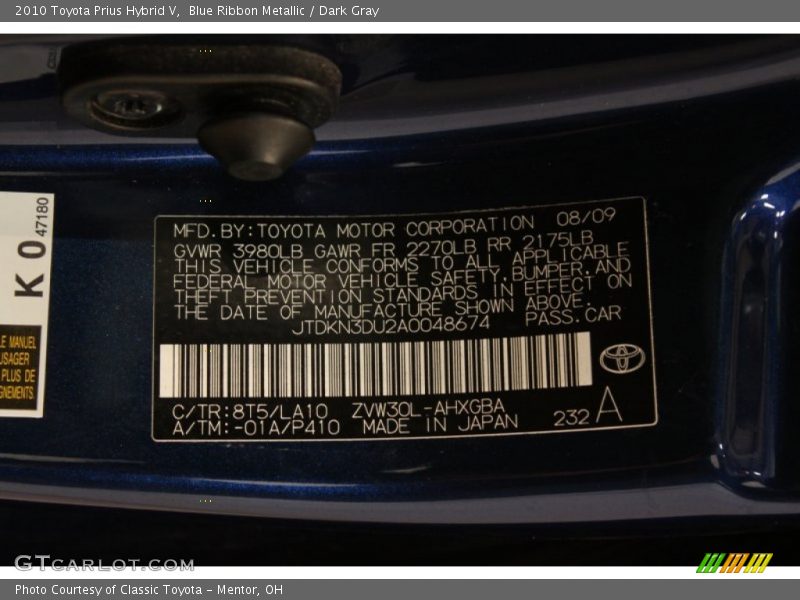 2010 Toyota Prius Hybrid V, Blue Ribbon Metallic / Dark Gray
K0
47180
LE MANUEL
USAGER
PLUS DE
GNEMENTS
MFD. BY: TOYOTA MOTOR CORPORATION 08/09
GVWR 3980LB GAWR FR 2270LB RR 2175LB
THIS VEHICLE CONFORMS TO ALL APPLICABLE
FEDERAL MOTOR VEHICLE SAFETY, BUMPER, AND
THEFT PREVENTION STANDARDS IN EFFECT ON
THE DATE OF MANUFACTURE SHOWN ABOVE.
JTDKN3DU2A0048674 PASS. CAR
C/TR: 8T5/LA10 ZVW30L-AHXGBA
A/TM: -01A/P410 MADE IN JAPAN 232 A
GTCARLOT.COM
Photo Courtesy of Classic Toyota - Mentor, OH